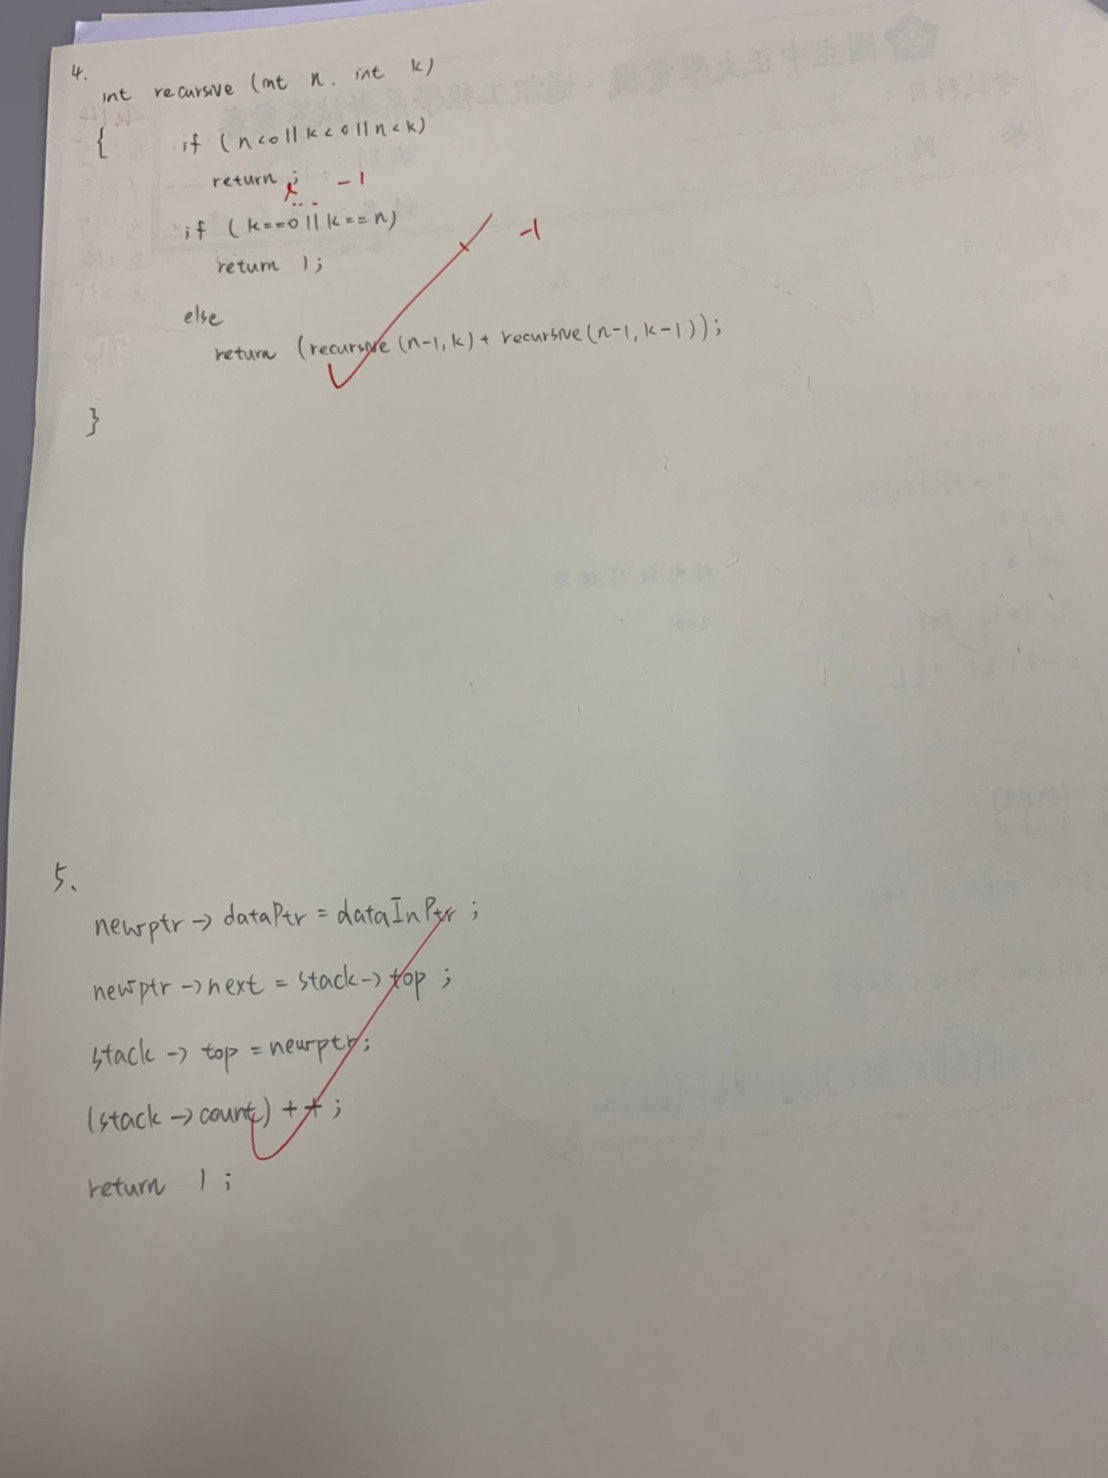 4.
int recursive (int n. int k)
{ if (n<0 || k<0 || n<k)
return ; -1
if (k==0 || k==n) -1
return 1;
else
return (recursive (n-1, k) + recursive (n-1, k-1));
}
5、
newptr -> dataPtr = dataInPtr ;
newptr -> next = stack -> top ;
stack -> top = newptr;
(stack -> count) ++ ;
return 1 ;